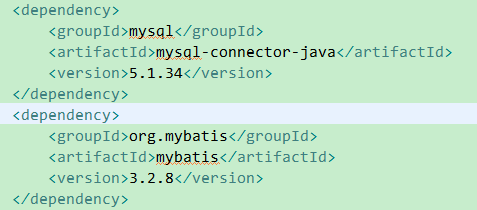 <dependency>
    <groupId>mysql</groupId>
    <artifactId>mysql-connector-java</artifactId>
    <version>5.1.34</version>
</dependency>
<dependency>
    <groupId>org.mybatis</groupId>
    <artifactId>mybatis</artifactId>
    <version>3.2.8</version>
</dependency>